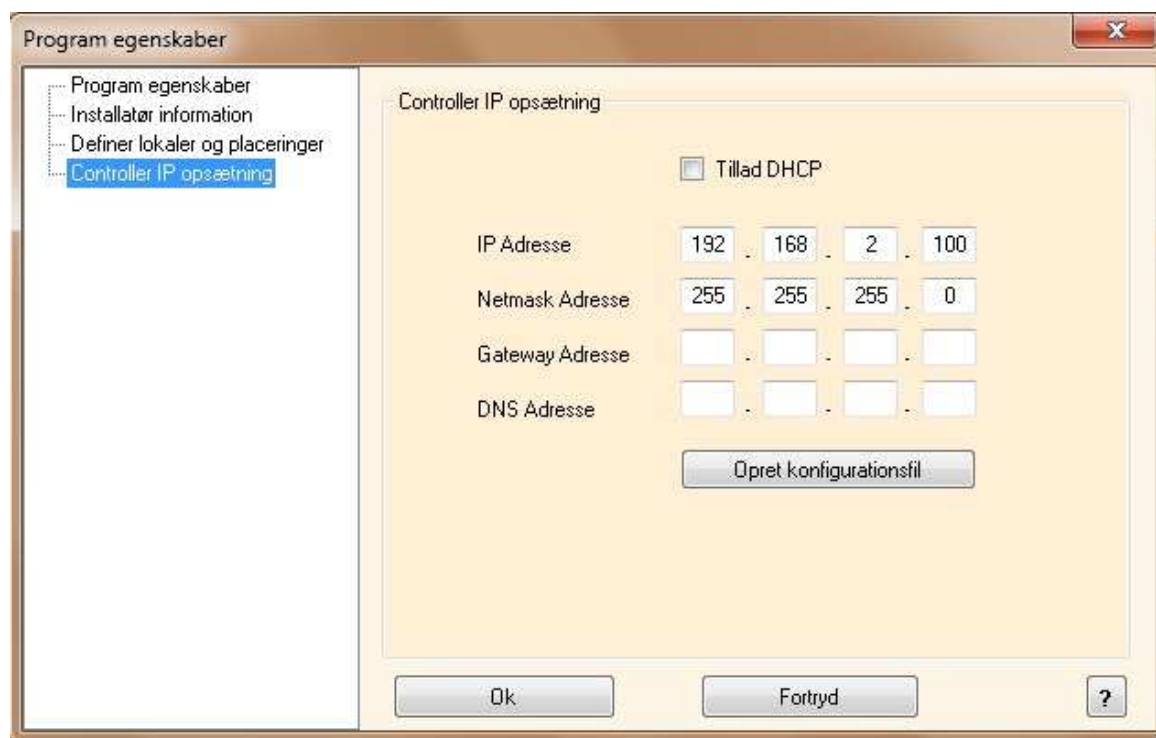 Program egenskaber
Program egenskaber
Installatør information
Definer lokaler og placeringer
Controller IP opsætning
Controller IP opsætning
Tillad DHCP
IP Adresse 192 . 168 . 2 . 100
Netmask Adresse 255 . 255 . 255 . 0
Gateway Adresse . . .
DNS Adresse . . .
Opret konfigurationsfil
Ok Fortryd ?